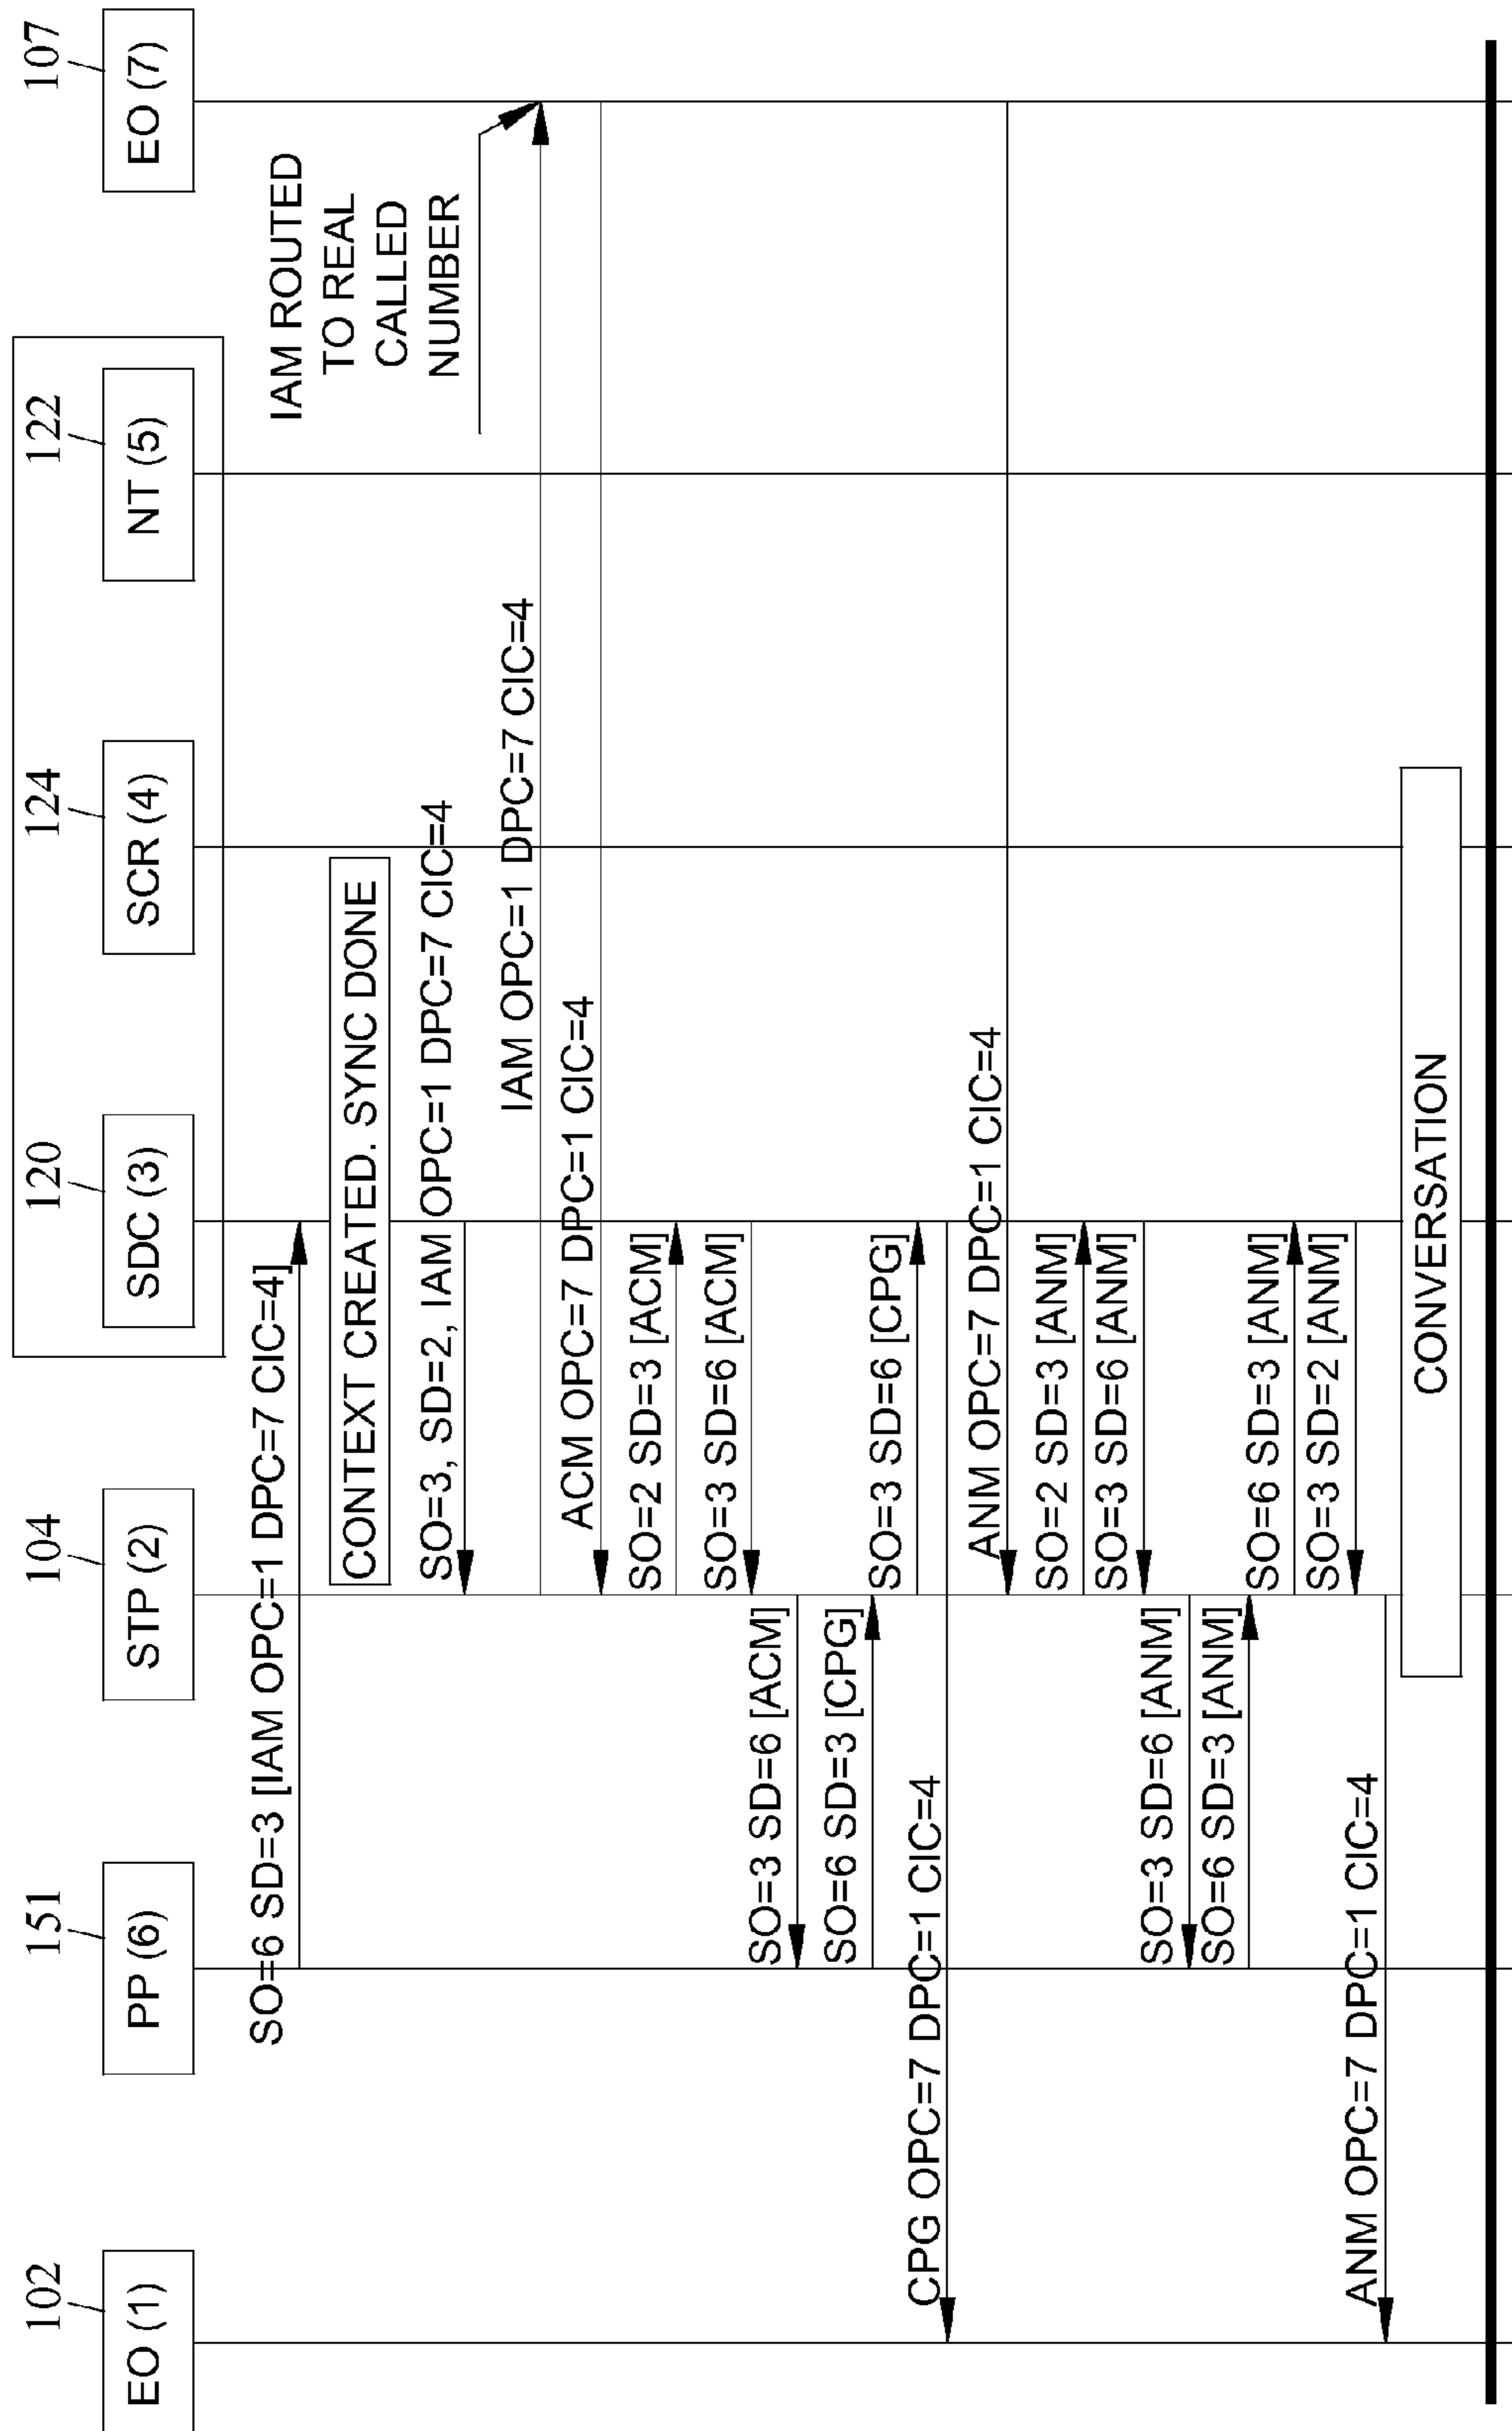 102
151
104
120
124
122
107
EO (1)
PP (6)
STP (2)
SDC (3)
SCR (4)
NT (5)
EO (7)
SO=6 SD=3 [IAM OPC=1 DPC=7 CIC=4]
IAM ROUTED
TO REAL
CALLED
NUMBER
CONTEXT CREATED. SYNC DONE
SO=3, SD=2, IAM OPC=1 DPC=7 CIC=4
IAM OPC=1 DPC=7 CIC=4
ACM OPC=7 DPC=1 CIC=4
SO=2 SD=3 [ACM]
SO=3 SD=6 [ACM]
SO=3 SD=6 [ACM]
SO=6 SD=3 [CPG]
SO=3 SD=6 [CPG]
CPG OPC=7 DPC=1 CIC=4
ANM OPC=7 DPC=1 CIC=4
SO=2 SD=3 [ANM]
SO=3 SD=6 [ANM]
SO=3 SD=6 [ANM]
SO=6 SD=3 [ANM]
SO=6 SD=3 [ANM]
SO=3 SD=2 [ANM]
ANM OPC=7 DPC=1 CIC=4
CONVERSATION